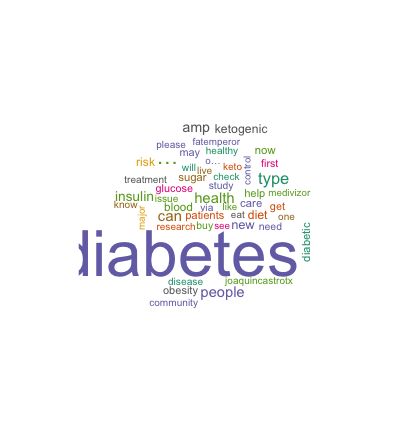 amp ketogenic
please fatemperor
may healthy now
risk ... o... keto first
will live control
treatment sugar check type
glucose study
insulin issue health help medivizor
know blood via like care get
major can patients eat diet one
research buy see new need
diabetes diabetic
disease joaquincastrotx
obesity people
community